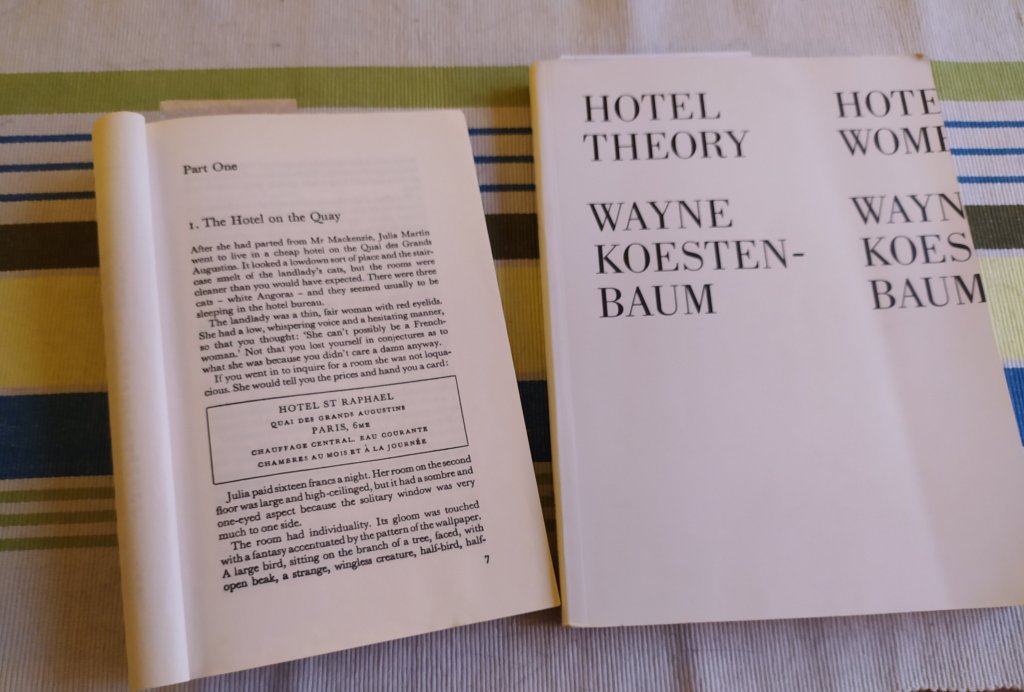 Part One
1. The Hotel on the Quay
After she had parted from Mr Mackenzie, Julia Martin
went to live in a cheap hotel on the Quai des Grands
Augustins. It looked a lowdown sort of place and the stair-
case smelt of the landlady's cats, but the rooms were
cleaner than you would have expected. There were three
cats – white Angoras – and they seemed usually to be
sleeping in the hotel bureau.
The landlady was a thin, fair woman with red eyelids.
She had a low, whispering voice and a hesitating manner,
so that you thought: 'She can't possibly be a French-
woman.' Not that you lost yourself in conjectures as to
what she was because you didn't care a damn anyway.
If you went in to inquire for a room she was not loqua-
cious. She would tell you the prices and hand you a card:
HOTEL ST RAPHAEL
QUAI DES GRANDS AUGUSTINS
PARIS, 6ME
CHAUFFAGE CENTRAL. EAU COURANTE
CHAMBRES AU MOIS ET À LA JOURNÉE
Julia paid sixteen francs a night. Her room on the second
floor was large and high-ceilinged, but it had a sombre and
one-eyed aspect because the solitary window was very
much to one side.
The room had individuality. Its gloom was touched
with a fantasy accentuated by the pattern of the wallpaper.
A large bird, sitting on the branch of a tree, faced, with
open beak, a strange, wingless creature, half-bird, half-
7
HOTEL
THEORY
WAYNE
KOESTEN-
BAUM
HOTE
WOME
WAYN
KOES
BAUM